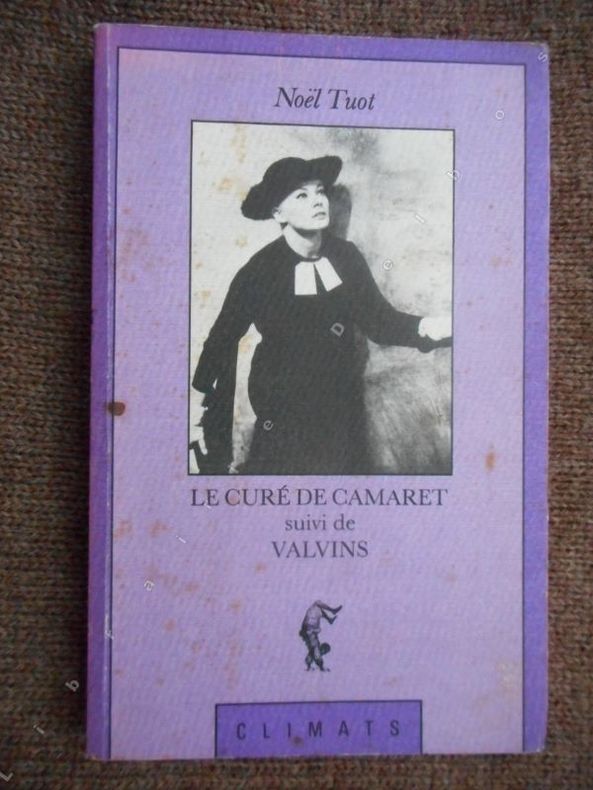 Noël Tuot
LE CURÉ DE CAMARET
suivi de
VALVINS
CLIMATS